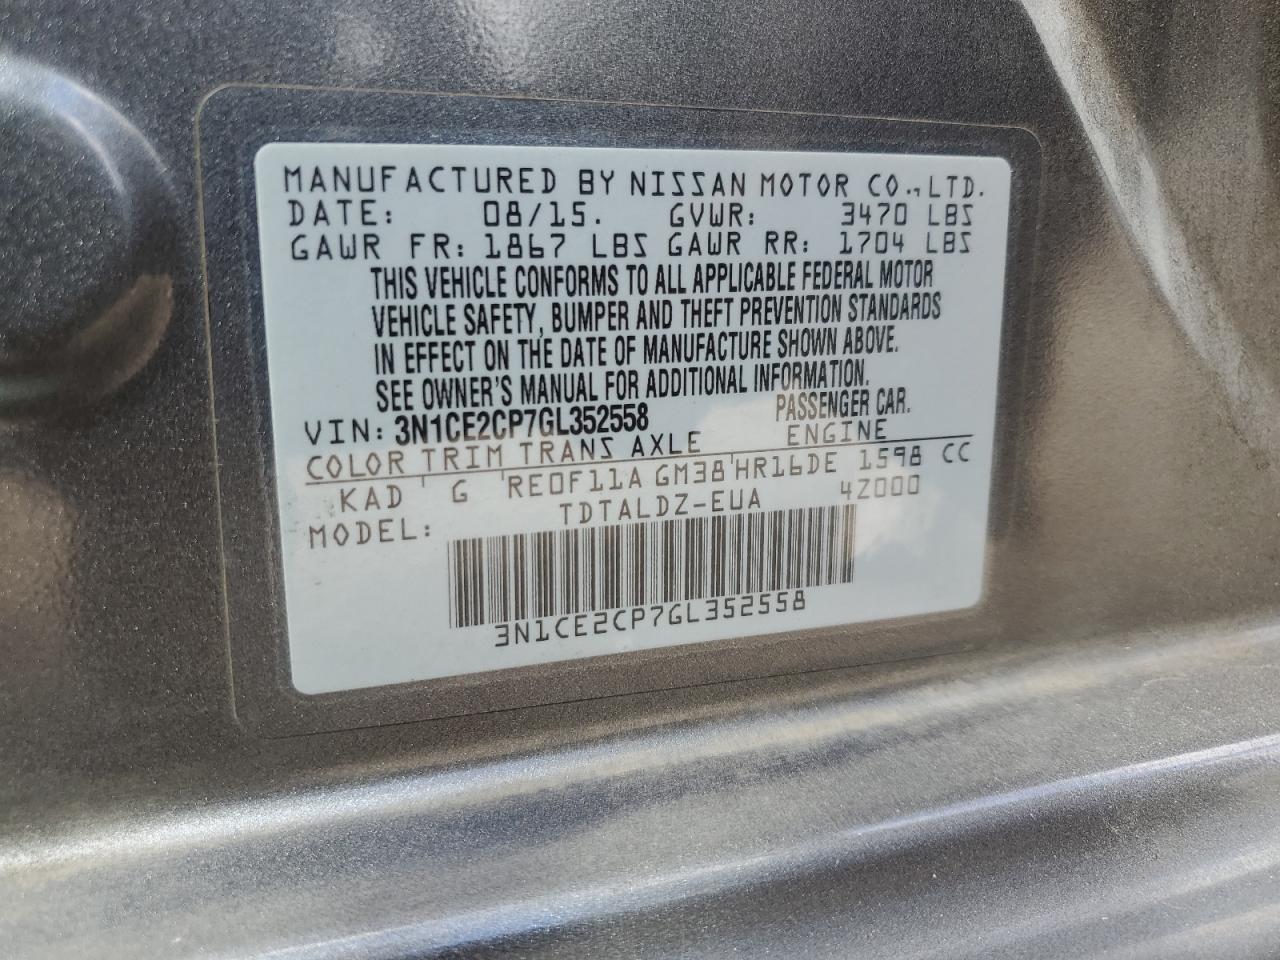 MANUFACTURED BY NISSAN MOTOR CO.,LTD.
DATE: 08/15. GVWR: 3470 LBS
GAWR FR: 1867 LBS GAWR RR: 1704 LBS
THIS VEHICLE CONFORMS TO ALL APPLICABLE FEDERAL MOTOR
VEHICLE SAFETY, BUMPER AND THEFT PREVENTION STANDARDS
IN EFFECT ON THE DATE OF MANUFACTURE SHOWN ABOVE.
SEE OWNER'S MANUAL FOR ADDITIONAL INFORMATION.
VIN: 3N1CE2CP7GL352558 PASSENGER CAR.
COLOR TRIM TRANS AXLE ENGINE
KAD ' G 'RE0F11A GM38'HR16DE 1598 CC
MODEL: TDTALDZ-EUA 4Z000
3N1CE2CP7GL352558